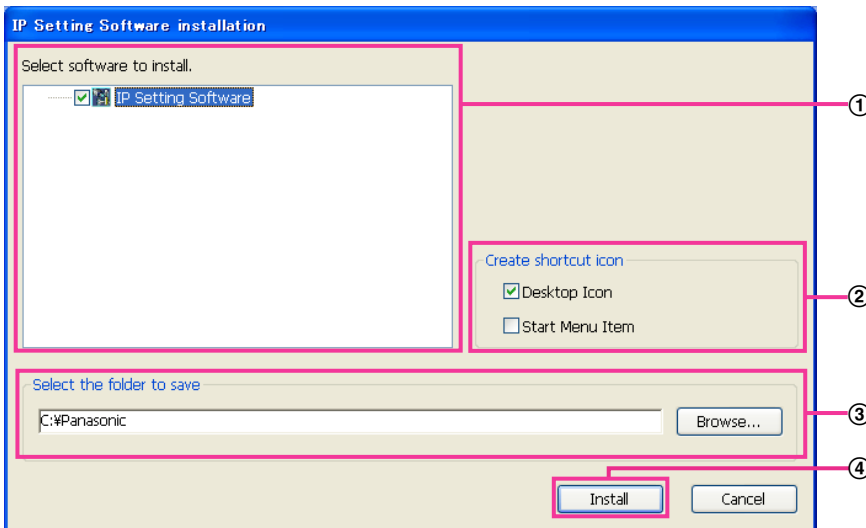 IP Setting Software installation
Select software to install.
IP Setting Software
①
Create shortcut icon
Desktop Icon
Start Menu Item
②
Select the folder to save
C:¥Panasonic
Browse...
③
④
Install
Cancel